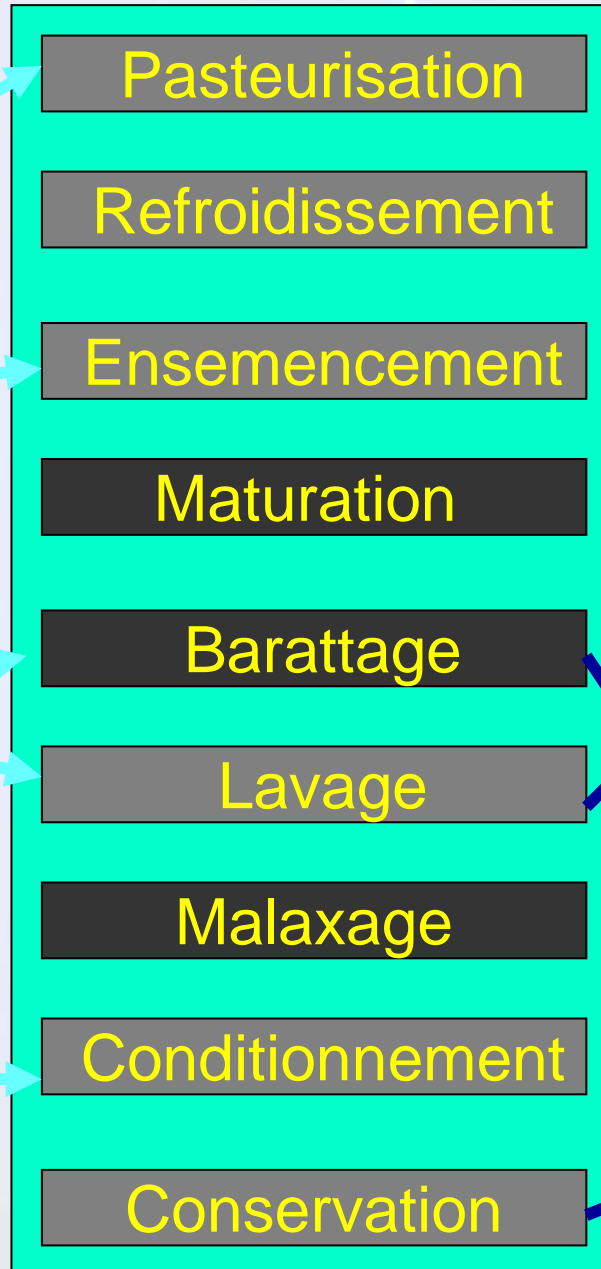 Pasteurisation
Refroidissement
Ensemencement
Maturation
Barattage
Lavage
Malaxage
Conditionnement
Conservation